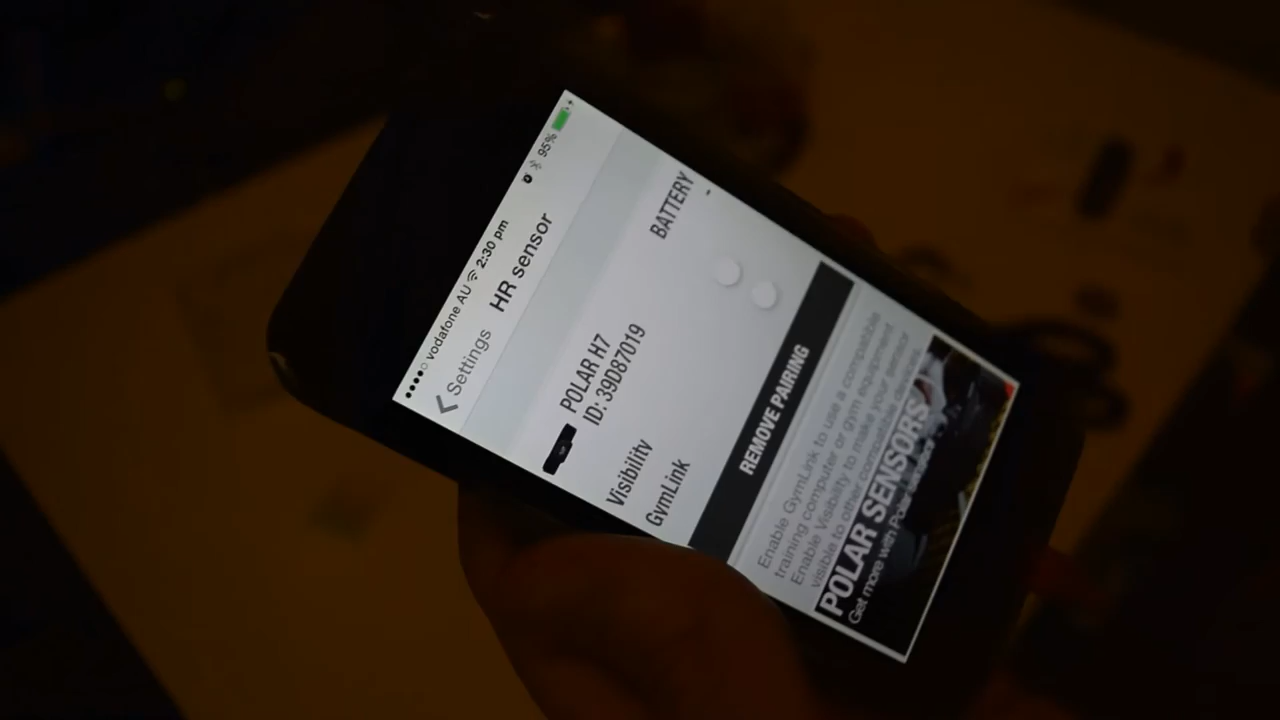 vodafone AU 2:30 pm 95%
Settings HR sensor
POLAR H7 BATTERY
ID: 39D87019 -
Visibility
GymLink
REMOVE PAIRING
Enable GymLink to use a compatible
training computer or gym equipment.
Enable Visibility to make your sensor
visible to other compatible devices.
POLAR SENSORS
Get more with Polar